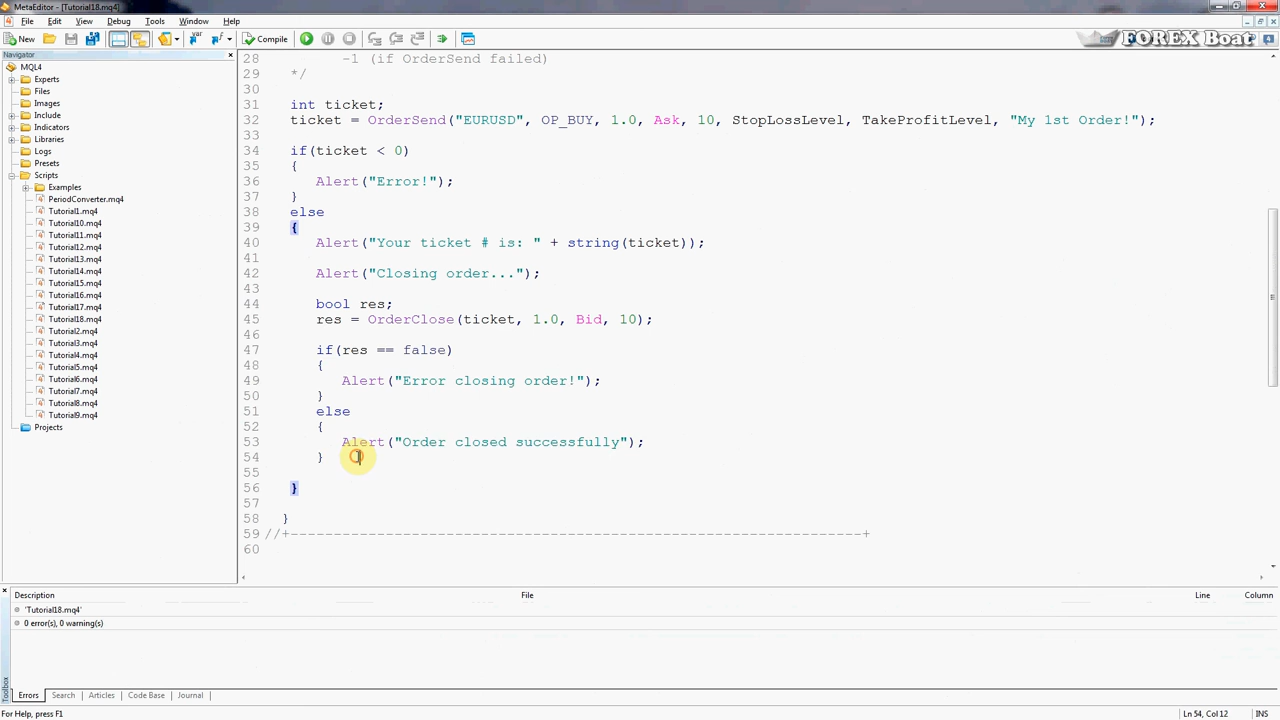 MetaEditor - [Tutorial18.mq4]
File Edit View Debug Tools Window Help
New Compile FOREX Boat
Navigator
MQL4
Experts
Files
Images
Include
Indicators
Libraries
Logs
Presets
Scripts
Examples
PeriodConverter.mq4
Tutorial1.mq4
Tutorial10.mq4
Tutorial11.mq4
Tutorial12.mq4
Tutorial13.mq4
Tutorial14.mq4
Tutorial15.mq4
Tutorial16.mq4
Tutorial17.mq4
Tutorial18.mq4
Tutorial2.mq4
Tutorial3.mq4
Tutorial4.mq4
Tutorial5.mq4
Tutorial6.mq4
Tutorial7.mq4
Tutorial8.mq4
Tutorial9.mq4
Projects
28 -1 (if OrderSend failed)
29 */
30
31 int ticket;
32 ticket = OrderSend("EURUSD", OP_BUY, 1.0, Ask, 10, StopLossLevel, TakeProfitLevel, "My 1st Order!");
33
34 if(ticket < 0)
35 {
36 Alert("Error!");
37 }
38 else
39 {
40 Alert("Your ticket # is: " + string(ticket));
41
42 Alert("Closing order...");
43
44 bool res;
45 res = OrderClose(ticket, 1.0, Bid, 10);
46
47 if(res == false)
48 {
49 Alert("Error closing order!");
50 }
51 else
52 {
53 Alert("Order closed successfully");
54 }
55
56 }
57
58 }
59 //+------------------------------------------------------------------+
60
Description File Line Column
'Tutorial18.mq4'
0 error(s), 0 warning(s)
Toolbox
Errors Search Articles Code Base Journal
For Help, press F1 Ln 54, Col 12 INS